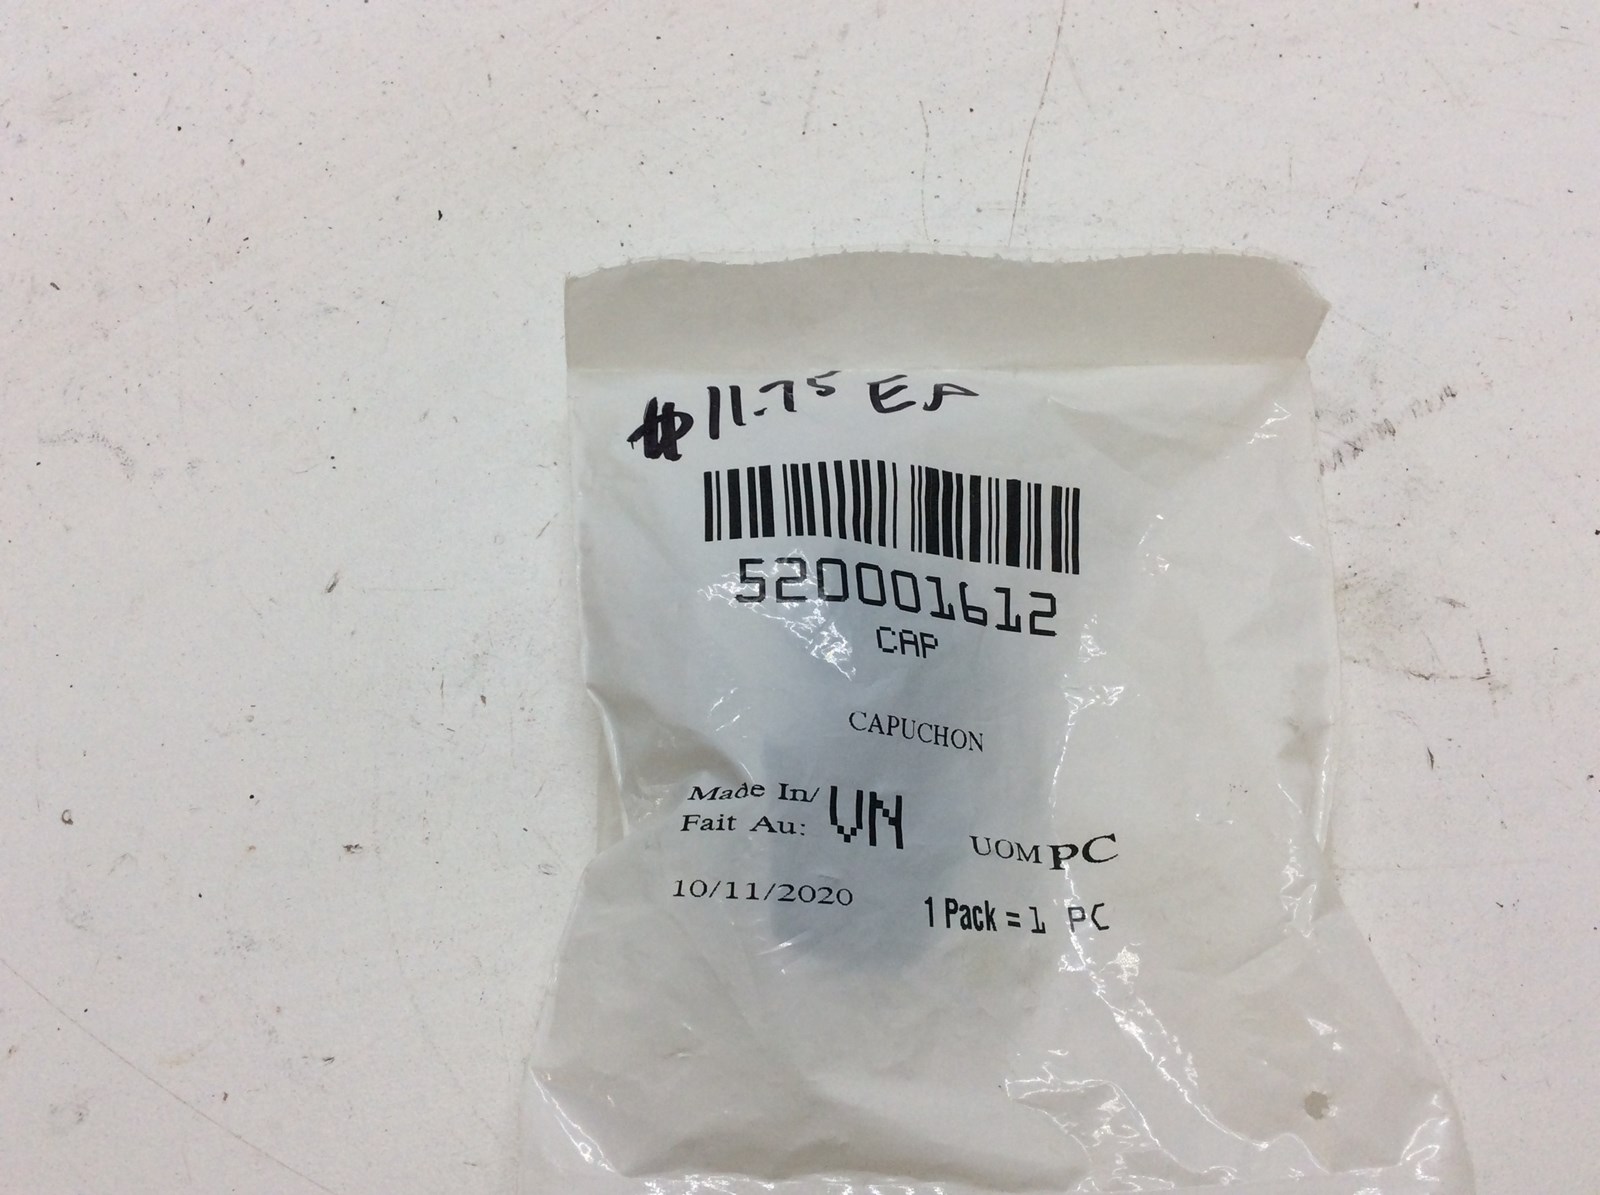 $11.75 EA
520001612
CAP
CAPUCHON
Made In/
Fait Au: VN
UOM PC
10/11/2020
1 Pack = 1 PC